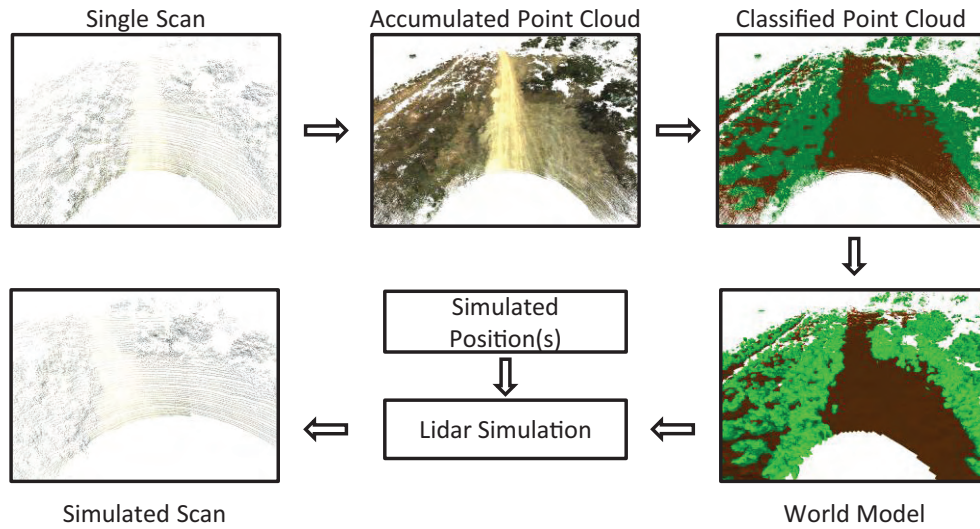 Single Scan
Accumulated Point Cloud
Classified Point Cloud
Simulated
Position(s)
Lidar Simulation
Simulated Scan
World Model